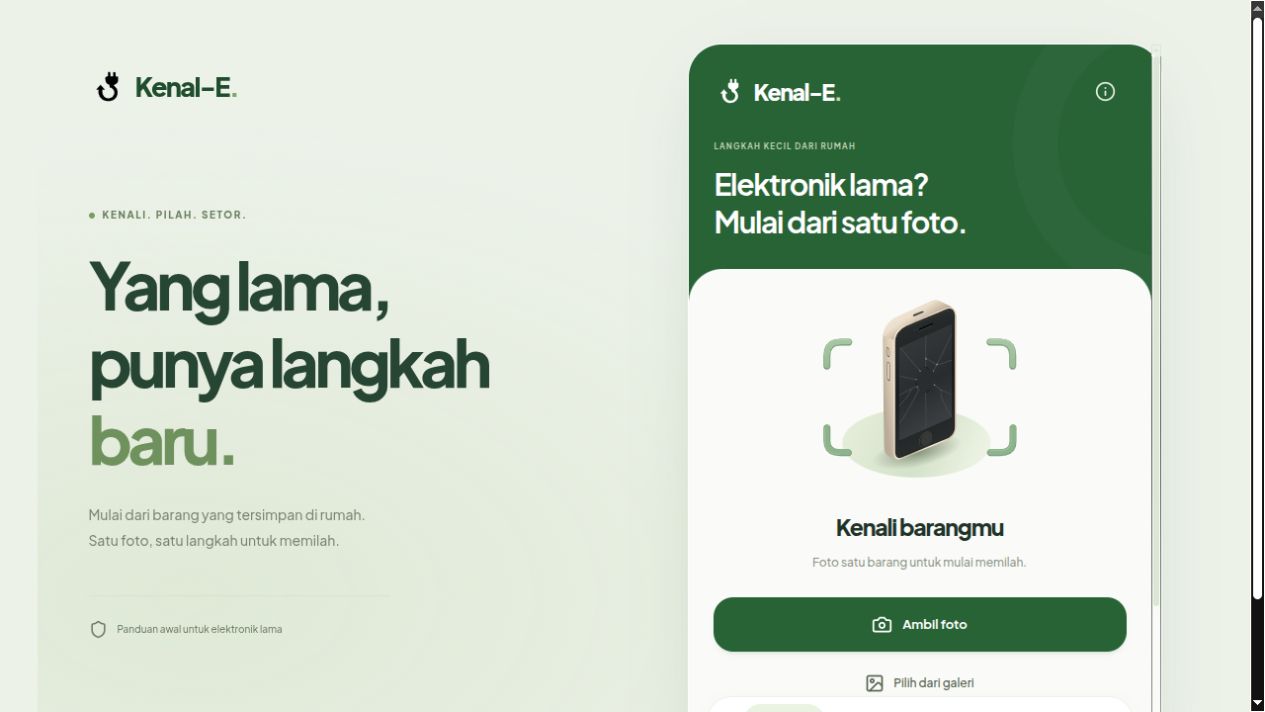 Kenal-E.
KENALI. PILAH. SETOR.
Yang lama,
punya langkah
baru.
Mulai dari barang yang tersimpan di rumah.
Satu foto, satu langkah untuk memilah.
Panduan awal untuk elektronik lama
Kenal-E.
LANGKAH KECIL DARI RUMAH
Elektronik lama?
Mulai dari satu foto.
Kenali barangmu
Foto satu barang untuk mulai memilah.
Ambil foto
Pilih dari galeri